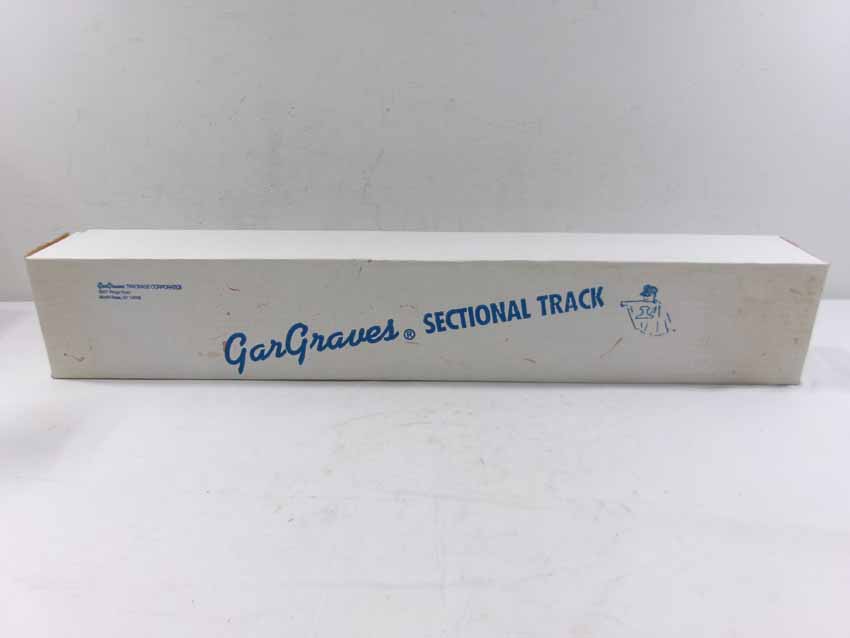 GarGraves TRACKAGE CORPORATION
GarGraves® SECTIONAL TRACK